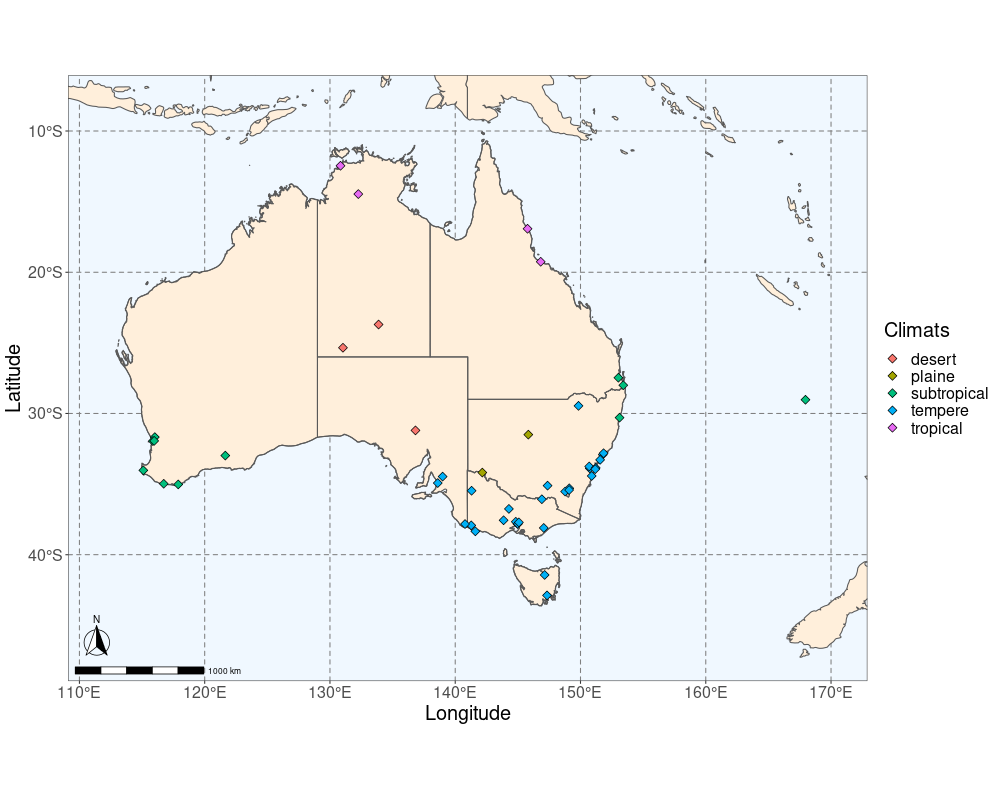 10°S
20°S
30°S
40°S
Latitude
N
1000 km
110°E 120°E 130°E 140°E 150°E 160°E 170°E
Longitude
Climats
desert
plaine
subtropical
tempere
tropical